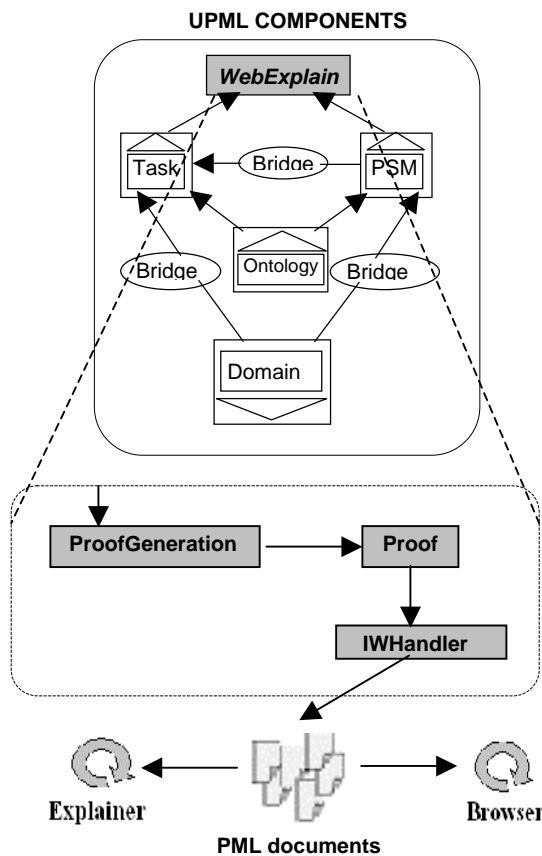 UPML COMPONENTS
WebExplain
Task
Bridge
PSM
Bridge
Ontology
Bridge
Domain
ProofGeneration
Proof
IWHandler
Explainer
Browser
PML documents